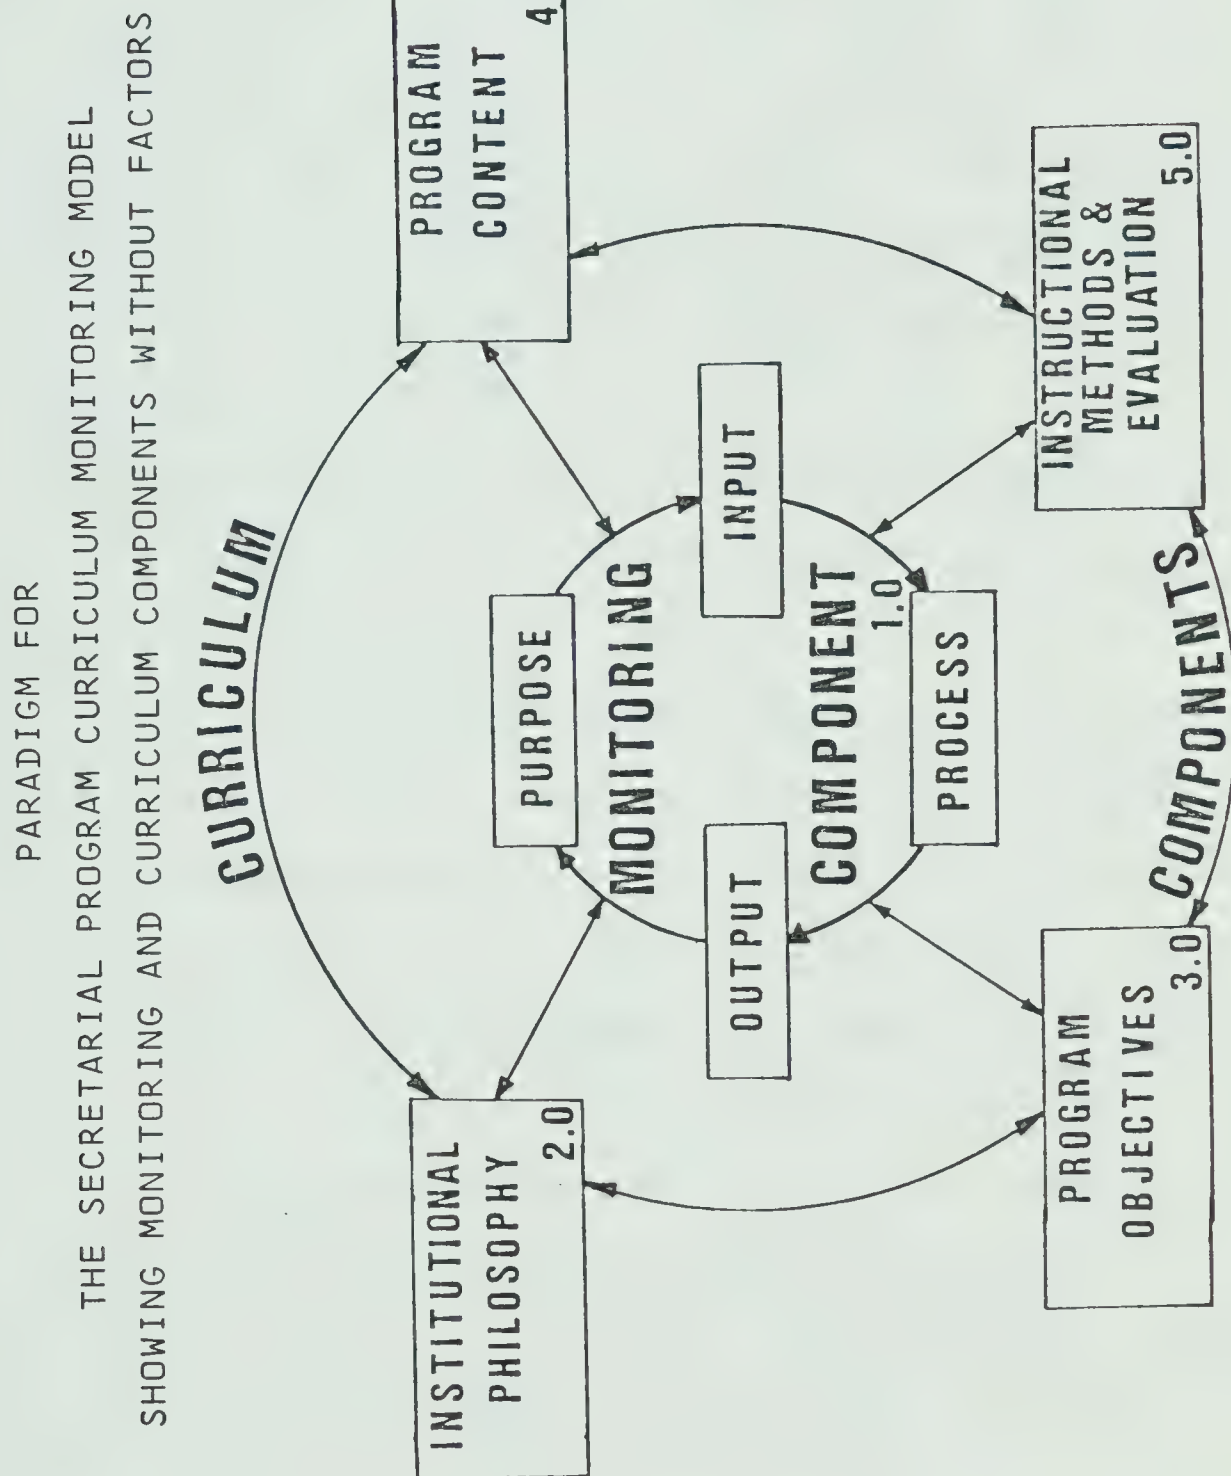 PARADIGM FOR
THE SECRETARIAL PROGRAM CURRICULUM MONITORING MODEL
SHOWING MONITORING AND CURRICULUM COMPONENTS WITHOUT FACTORS
CURRICULUM
INSTITUTIONAL
PHILOSOPHY
2.0
PROGRAM
CONTENT
4
PURPOSE
MONITORING
OUTPUT
INPUT
COMPONENT
1.0
PROCESS
PROGRAM
OBJECTIVES
3.0
INSTRUCTIONAL
METHODS &
EVALUATION
5.0
COMPONENTS